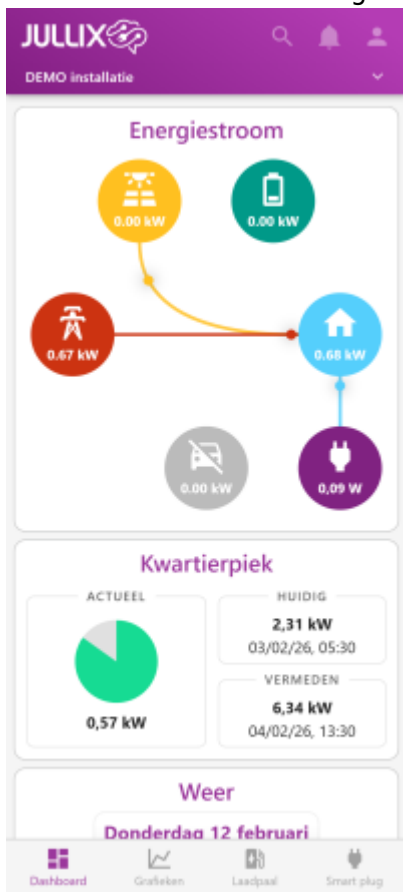 JULLIX
DEMO installatie
Energiestroom
0.00 kW
0.00 kW
0.67 kW
0.68 kW
0.00 kW
0,09 W
Kwartierpiek
ACTUEEL
0,57 kW
HUIDIG
2,31 kW
03/02/26, 05:30
VERMEDEN
6,34 kW
04/02/26, 13:30
Weer
Donderdag 12 februari
Dashboard
Grafieken
Laadpaal
Smart plug